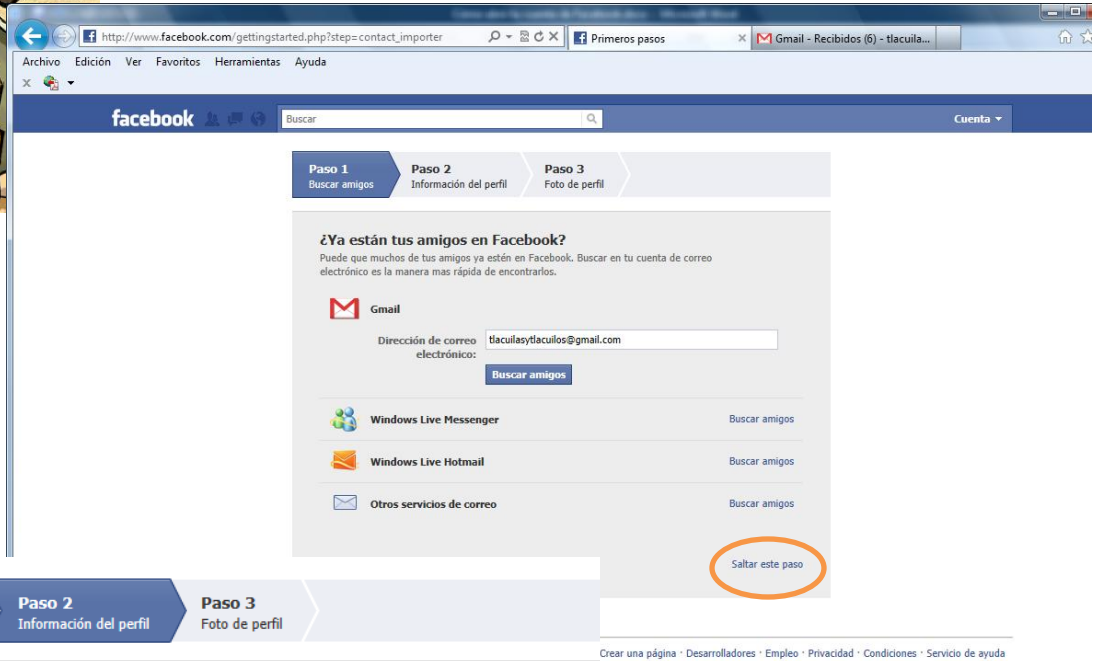 http://www.facebook.com/gettingstarted.php?step=contact_importer
Primeros pasos
Gmail - Recibidos (6) - tlacuila...
Archivo Edición Ver Favoritos Herramientas Ayuda
facebook
Buscar
Cuenta
Paso 1
Buscar amigos
Paso 2
Información del perfil
Paso 3
Foto de perfil
¿Ya están tus amigos en Facebook?
Puede que muchos de tus amigos ya estén en Facebook. Buscar en tu cuenta de correo
electrónico es la manera mas rápida de encontrarlos.
Gmail
Dirección de correo
electrónico:
tlacuilasytlacuilos@gmail.com
Buscar amigos
Windows Live Messenger Buscar amigos
Windows Live Hotmail Buscar amigos
Otros servicios de correo Buscar amigos
Saltar este paso
Paso 2
Información del perfil
Paso 3
Foto de perfil
Crear una página · Desarrolladores · Empleo · Privacidad · Condiciones · Servicio de ayuda